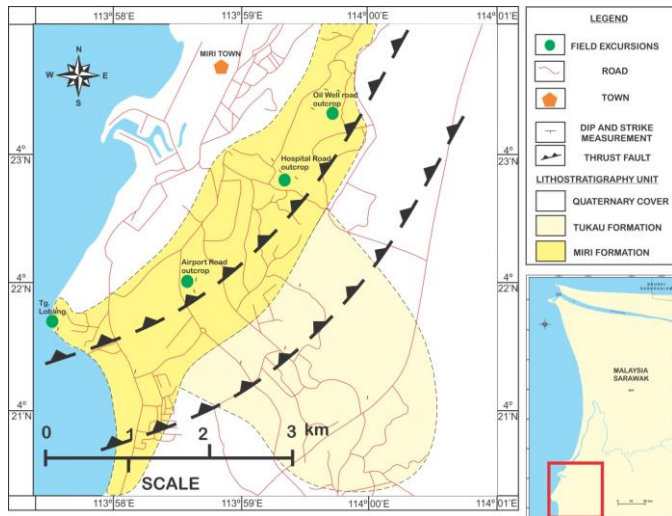 113°58'E
113°59'E
114°00'E
114°01'E
N
W
E
S
MIRI TOWN
Oil Well road
outcrop
4°
23'N
4°
23'N
Hospital Road
outcrop
4°
22'N
4°
22'N
Airport Road
outcrop
Tg.
Lobang
4°
21'N
4°
21'N
0
1
2
3
km
SCALE
113°58'E
113°59'E
114°00'E
114°01'E
LEGEND
FIELD EXCURSIONS
ROAD
TOWN
DIP AND STRIKE
MEASUREMENT
THRUST FAULT
LITHOSTRATIGRAPHY UNIT
QUATERNARY COVER
TUKAU FORMATION
MIRI FORMATION
MALAYSIA
SARAWAK